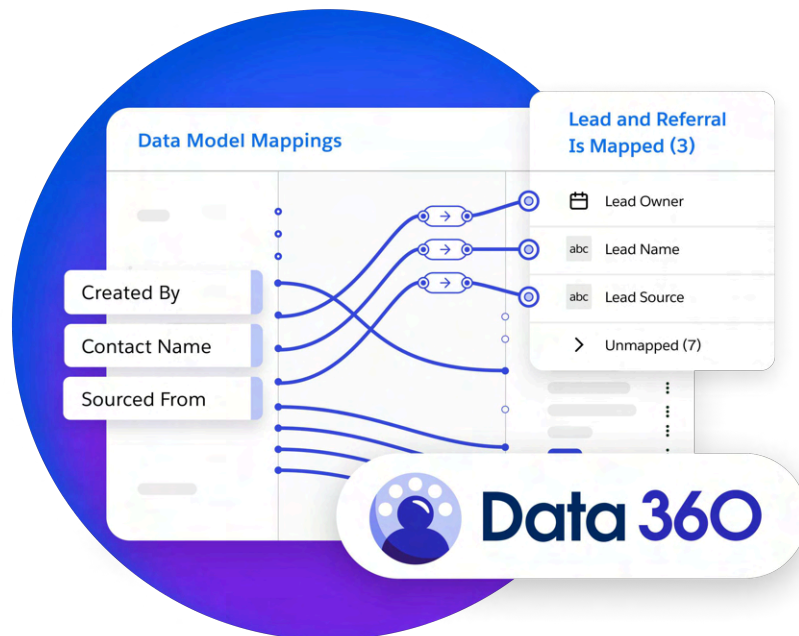 Data Model Mappings
Lead and Referral
Is Mapped (3)
Lead Owner
abc Lead Name
abc Lead Source
Unmapped (7)
Created By
Contact Name
Sourced From
Data 360